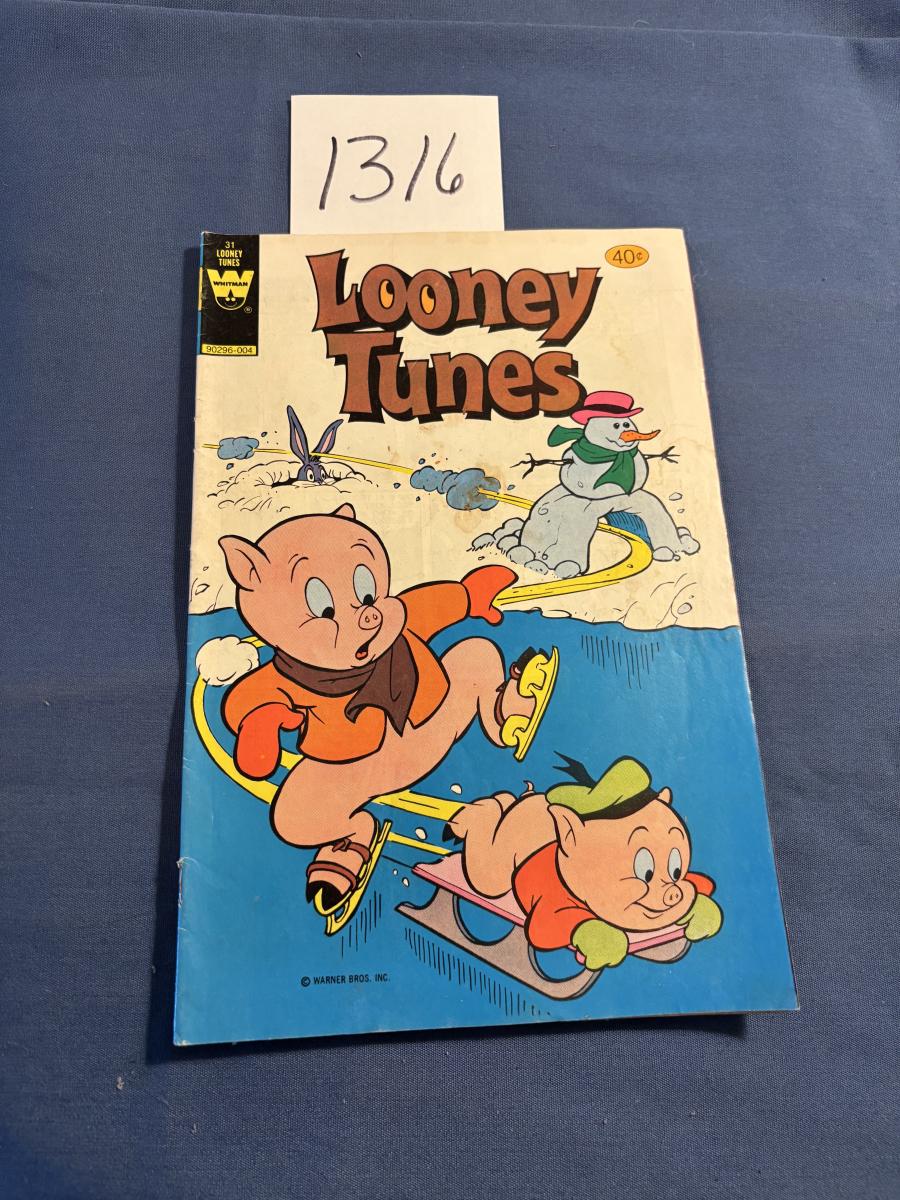 1316
31
LOONEY
TUNES
WHITMAN
®
90296-004
40¢
Looney
Tunes
© WARNER BROS. INC.